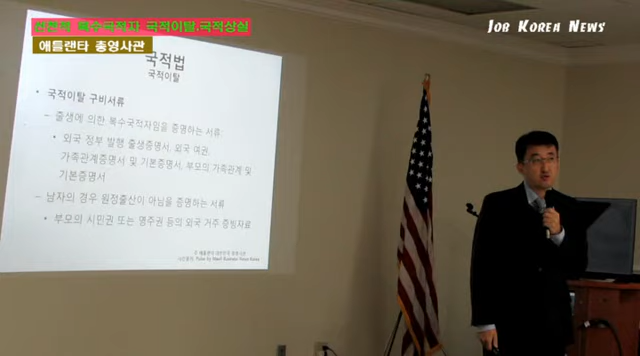 선천적 복수국적자 국적이탈.국적상실
애틀랜타 총영사관
JOB KOREA NEWS
국적법
국적이탈
• 국적이탈 구비서류
– 출생에 의한 복수국적자임을 증명하는 서류
• 외국 정부 발행 출생증명서, 외국 여권,
가족관계증명서 및 기본증명서, 부모의 가족관계 및
기본증명서
– 남자의 경우 원정출산이 아님을 증명하는 서류
• 부모의 시민권 또는 영주권 등의 외국 거주 증빙자료